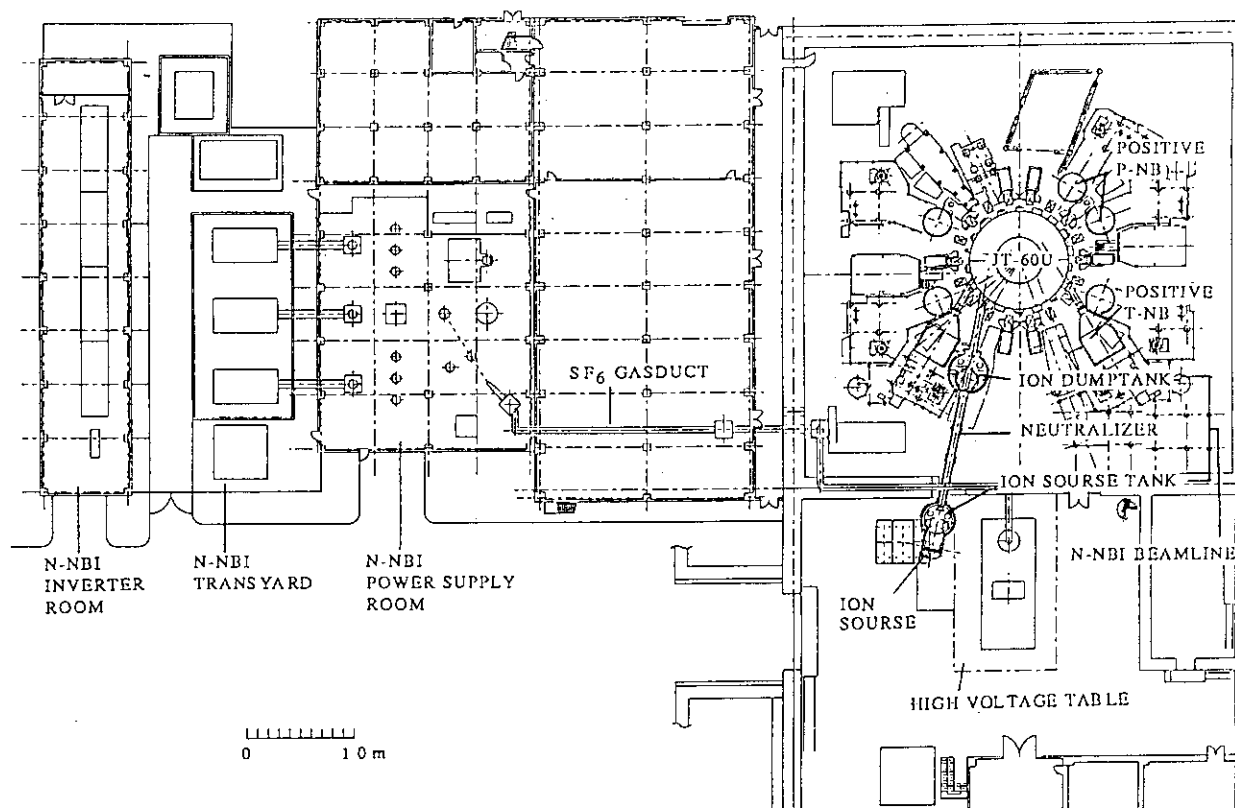 POSITIVE
P-NB
JT-60U
POSITIVE
T-NB
SF6 GASDUCT
ION DUMPTANK
NEUTRALIZER
ION SOURSE TANK
N-NBI
INVERTER
ROOM
N-NBI
TRANSYARD
N-NBI
POWER SUPPLY
ROOM
N-NBI BEAMLINE
ION
SOURSE
HIGH VOLTAGE TABLE
0 10m